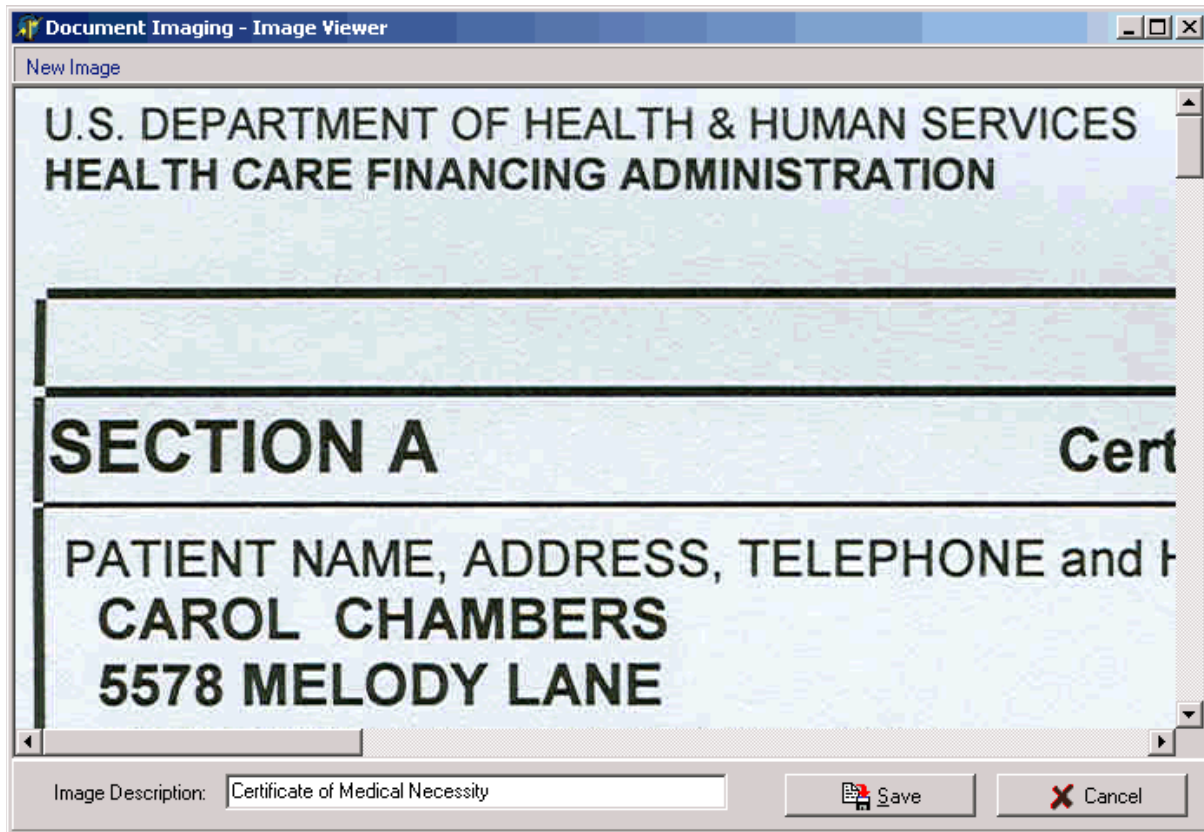 Document Imaging - Image Viewer
New Image
U.S. DEPARTMENT OF HEALTH & HUMAN SERVICES
HEALTH CARE FINANCING ADMINISTRATION
SECTION A Cert
PATIENT NAME, ADDRESS, TELEPHONE and H
CAROL CHAMBERS
5578 MELODY LANE
Image Description: Certificate of Medical Necessity Save Cancel